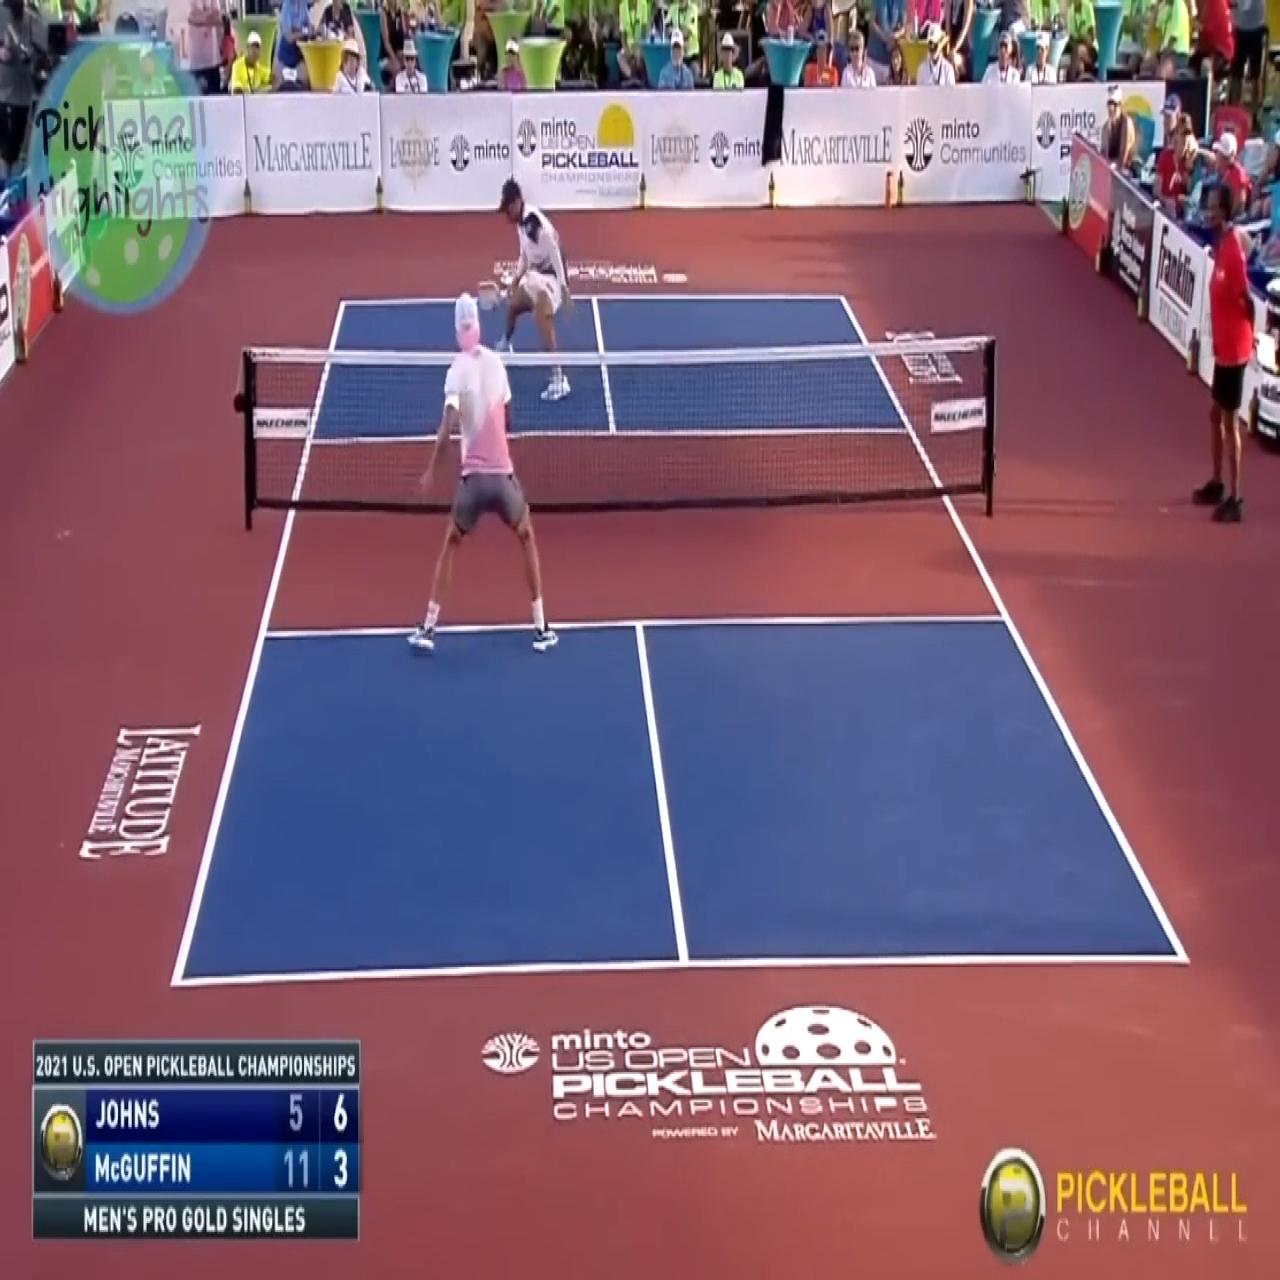 Pickleball
Highlights
minto
Communities
MARGARITAVILLE
LATITUDE
minto
minto
US OPEN
PICKLEBALL
CHAMPIONSHIPS
LATITUDE
minto
MARGARITAVILLE
minto
Communities
minto
Franklin
SKECHERS
SKECHERS
LATITUDE
MARGARITAVILLE
minto
US OPEN
PICKLEBALL
CHAMPIONSHIPS
POWERED BY MARGARITAVILLE
2021 U.S. OPEN PICKLEBALL CHAMPIONSHIPS
JOHNS 5 6
McGUFFIN 11 3
MEN'S PRO GOLD SINGLES
PICKLEBALL
CHANNEL